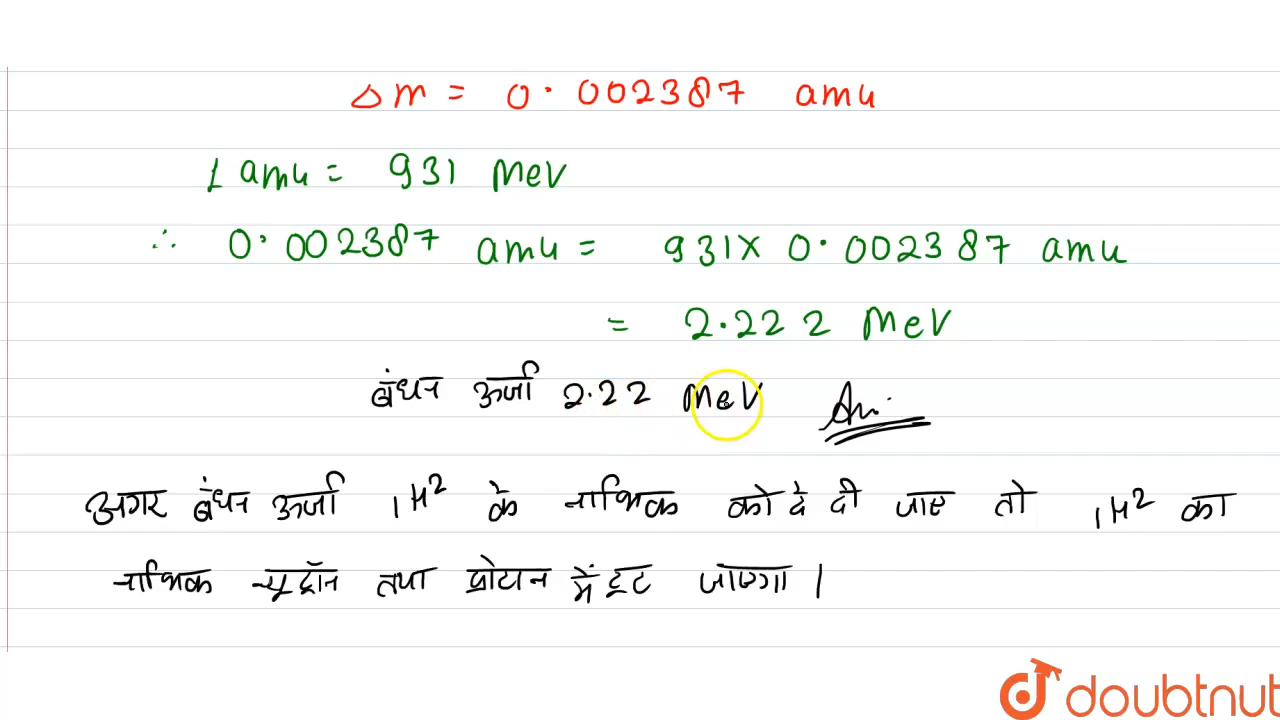 Δm = 0.002387 amu
1 amu = 931 MeV
∴ 0.002387 amu = 931 × 0.002387 amu
= 2.222 MeV
बंधन ऊर्जा 2.22 MeV Ans.
अगर बंधन ऊर्जा ₁H² के नाभिक को दे दी जाए तो ₁H² का
नाभिक न्यूट्रॉन तथा प्रोटान में टूट जाएगा।
doubtnut